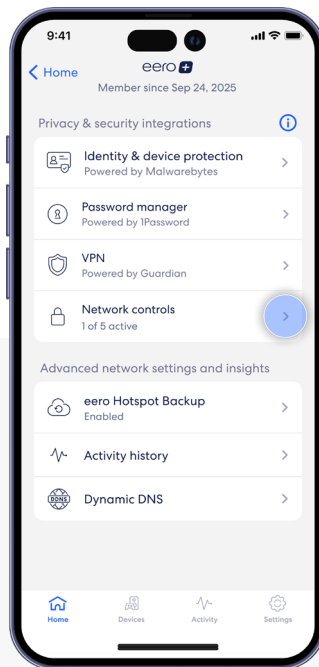 9:41
Home
eero +
Member since Sep 24, 2025
Privacy & security integrations
Identity & device protection
Powered by Malwarebytes
Password manager
Powered by 1Password
VPN
Powered by Guardian
Network controls
1 of 5 active
Advanced network settings and insights
eero Hotspot Backup
Enabled
Activity history
DDNS
Dynamic DNS
Home
Devices
Activity
Settings